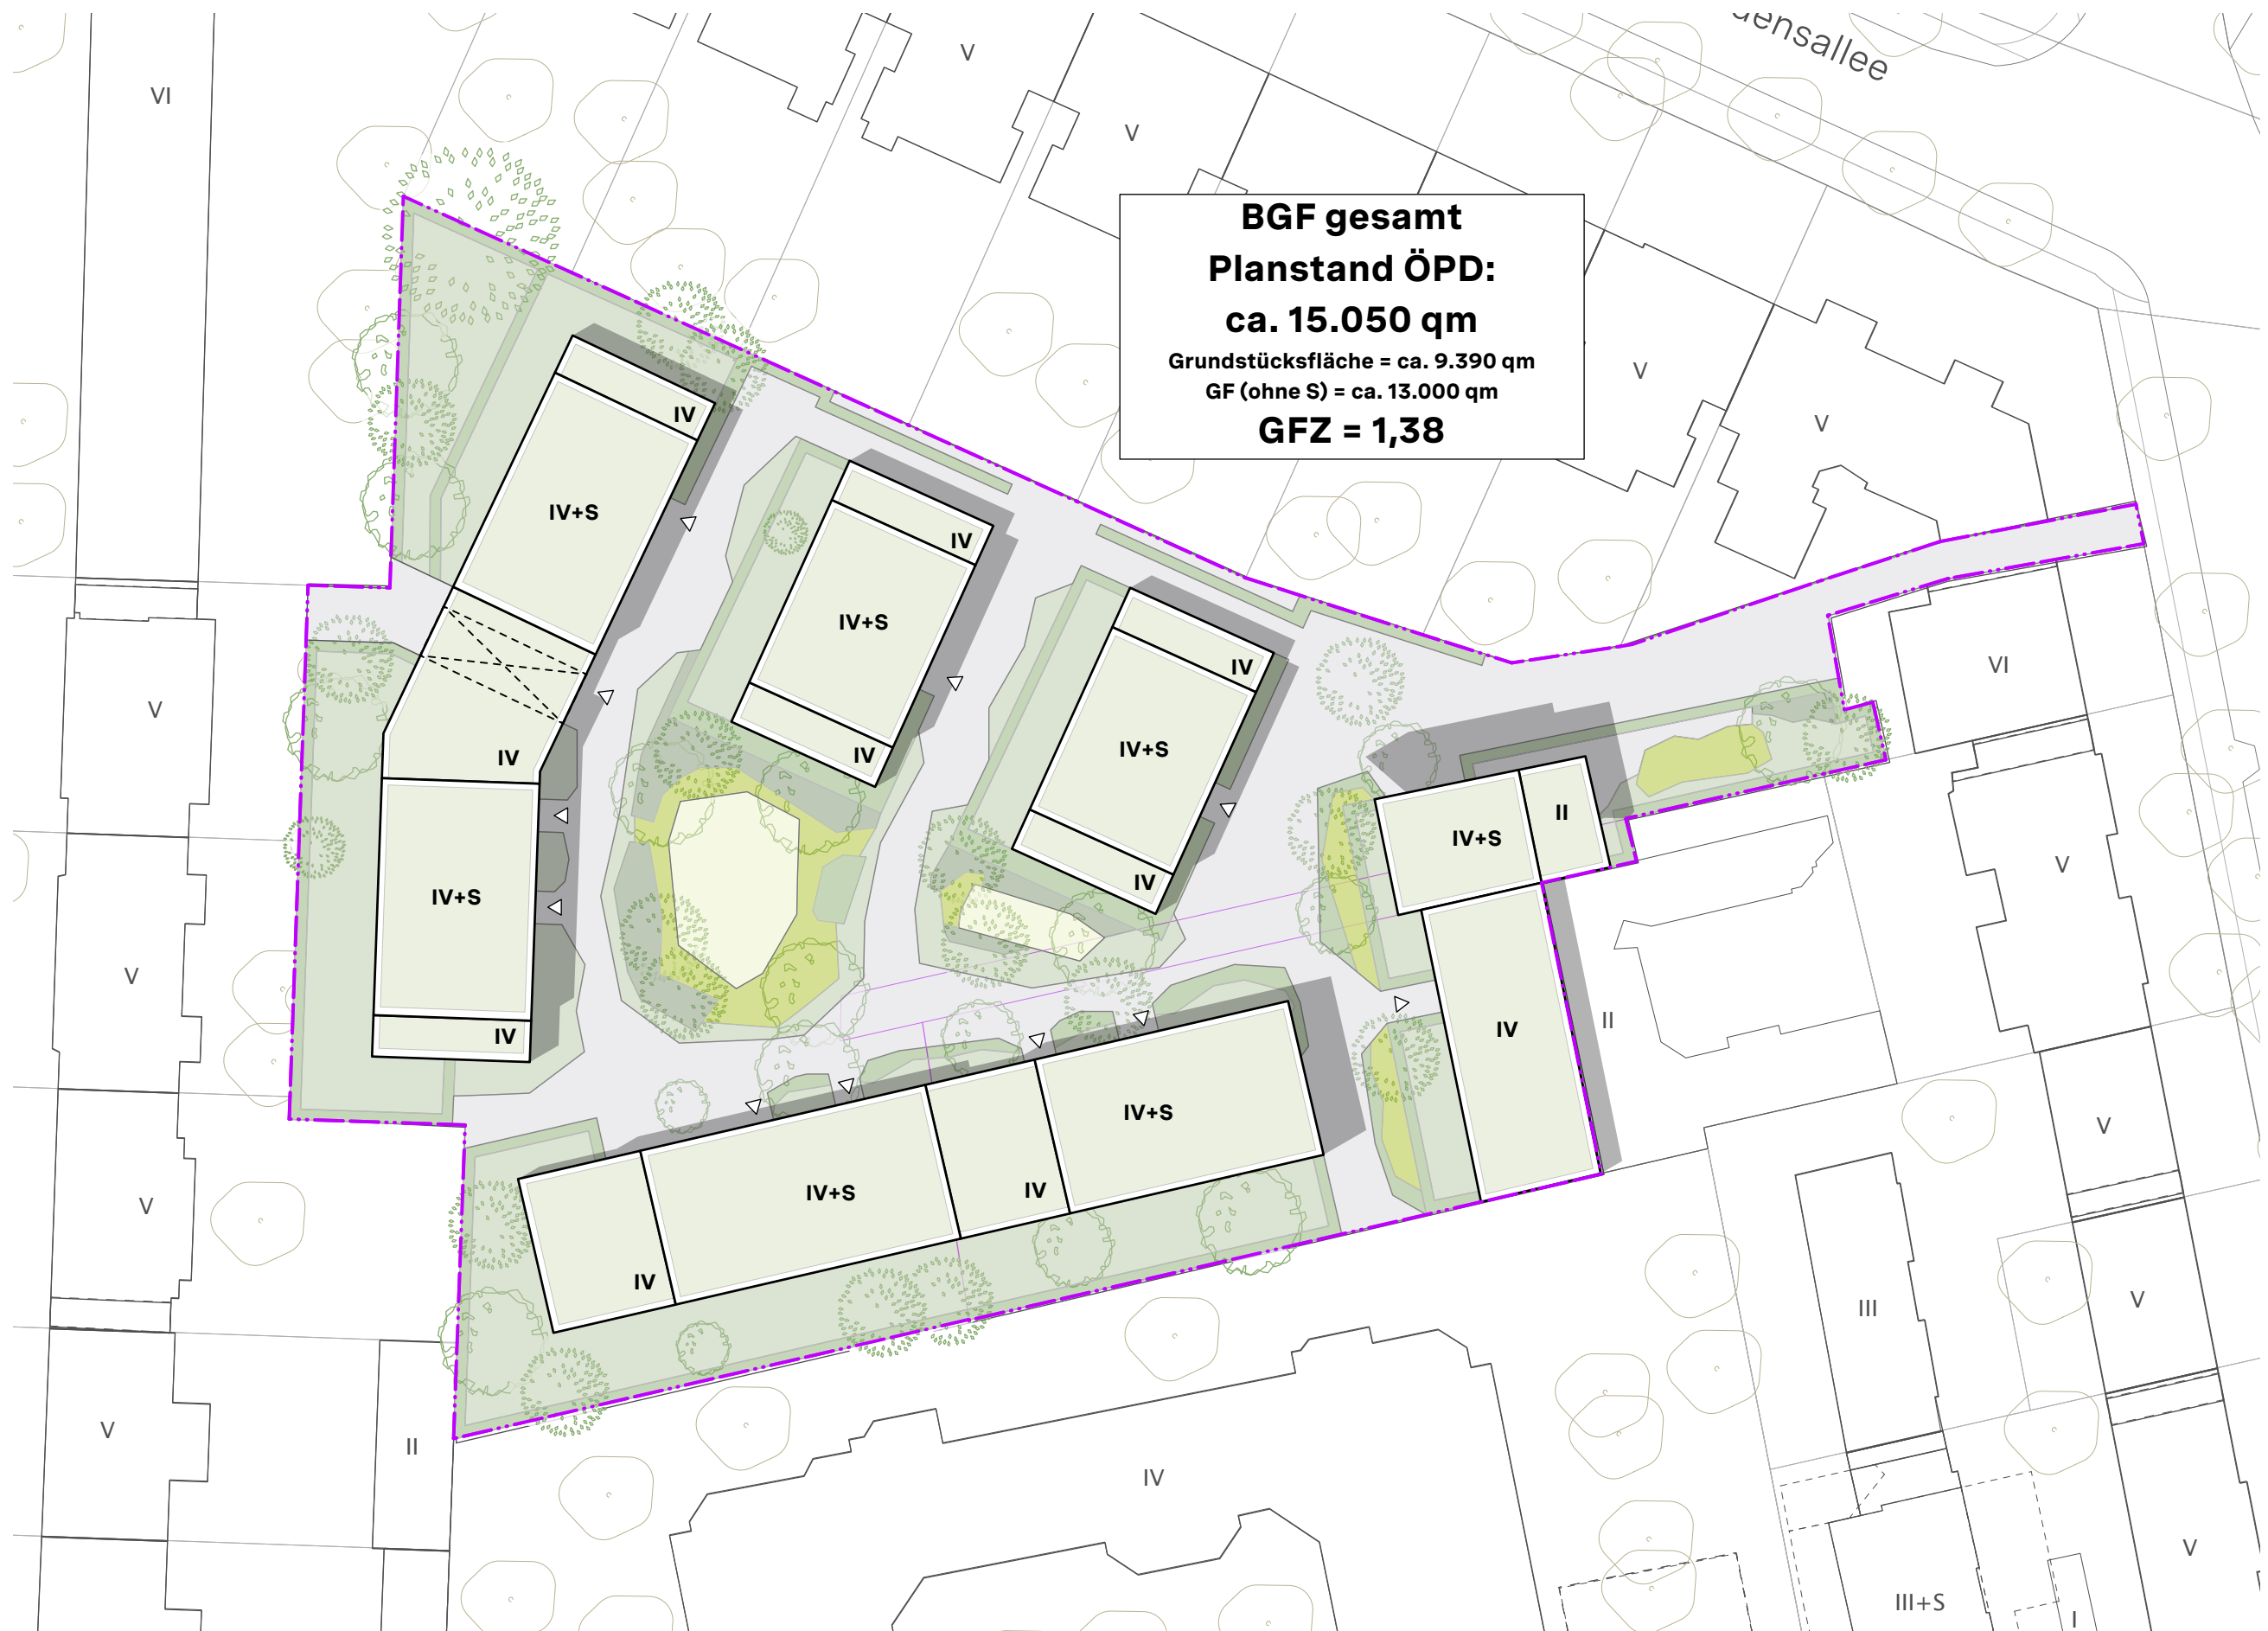 densallee
V
VI
V
BGF gesamt
Planstand ÖPD:
ca. 15.050 qm
Grundstücksfläche = ca. 9.390 qm
GF (ohne S) = ca. 13.000 qm
GFZ = 1,38
V
IV
V
IV+S
IV
IV+S
IV
VI
V
IV+S
IV
IV
II
IV+S
V
IV
IV+S
V
II
IV
IV
IV+S
V
IV+S
IV
V
IV
V
III
V
II
IV
V
III+S
I